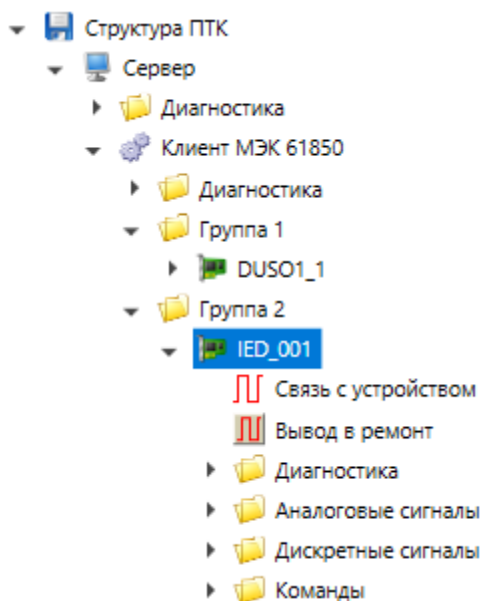 Структура ПТК
Сервер
Диагностика
Клиент МЭК 61850
Диагностика
Группа 1
DUSO1_1
Группа 2
IED_001
Связь с устройством
Вывод в ремонт
Диагностика
Аналоговые сигналы
Дискретные сигналы
Команды